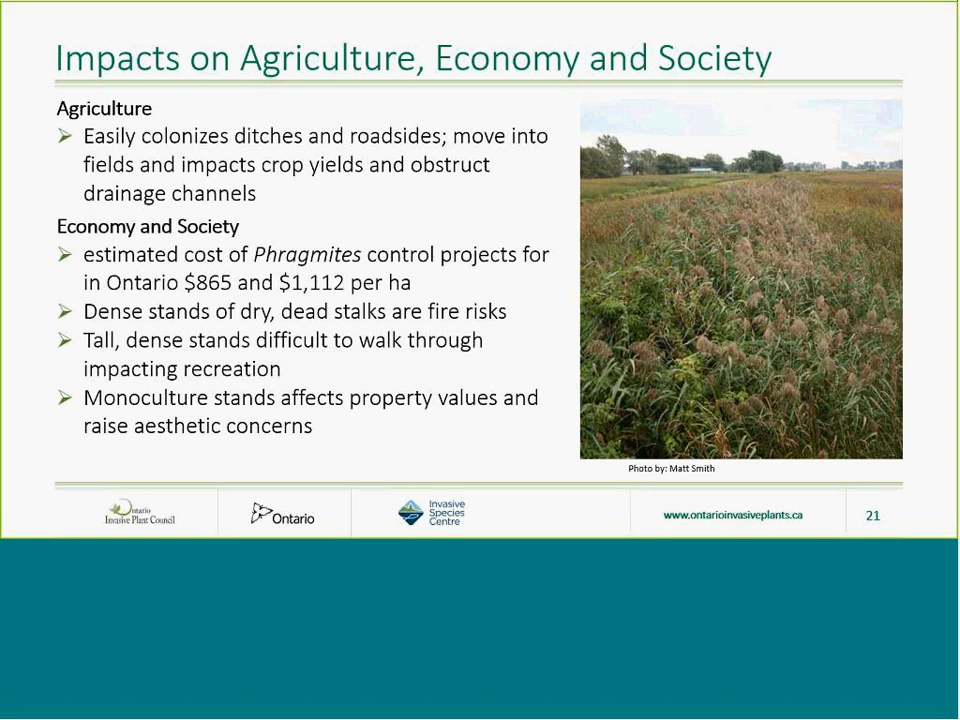 Impacts on Agriculture, Economy and Society
Agriculture
➢ Easily colonizes ditches and roadsides; move into
fields and impacts crop yields and obstruct
drainage channels
Economy and Society
➢ estimated cost of Phragmites control projects for
in Ontario $865 and $1,112 per ha
➢ Dense stands of dry, dead stalks are fire risks
➢ Tall, dense stands difficult to walk through
impacting recreation
➢ Monoculture stands affects property values and
raise aesthetic concerns
Photo by: Matt Smith
Ontario
Invasive Plant Council
Ontario
Invasive
Species
Centre
www.ontarioinvasiveplants.ca
21